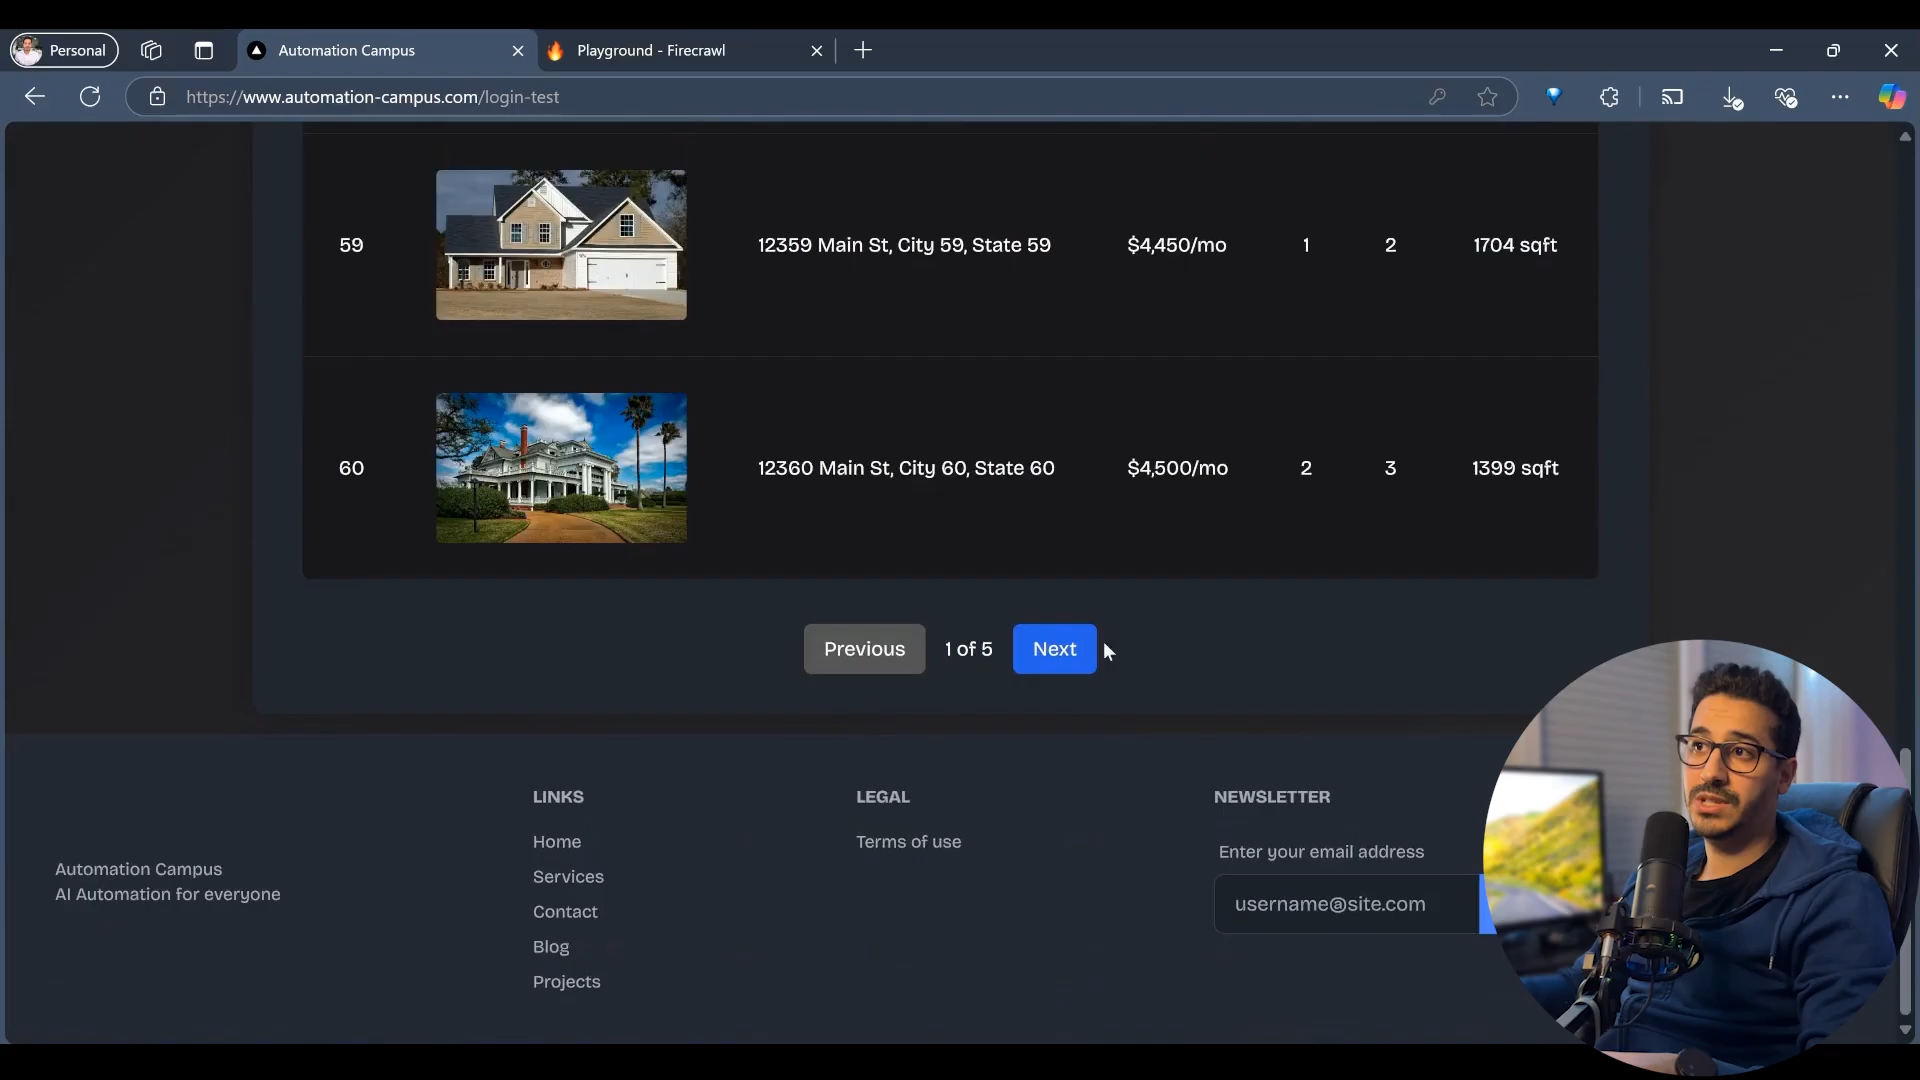 Personal
Automation Campus
Playground - Firecrawl
https://www.automation-campus.com/login-test
59
12359 Main St, City 59, State 59
$4,450/mo
1
2
1704 sqft
60
12360 Main St, City 60, State 60
$4,500/mo
2
3
1399 sqft
Previous
1 of 5
Next
Automation Campus
AI Automation for everyone
LINKS
Home
Services
Contact
Blog
Projects
LEGAL
Terms of use
NEWSLETTER
Enter your email address
username@site.com